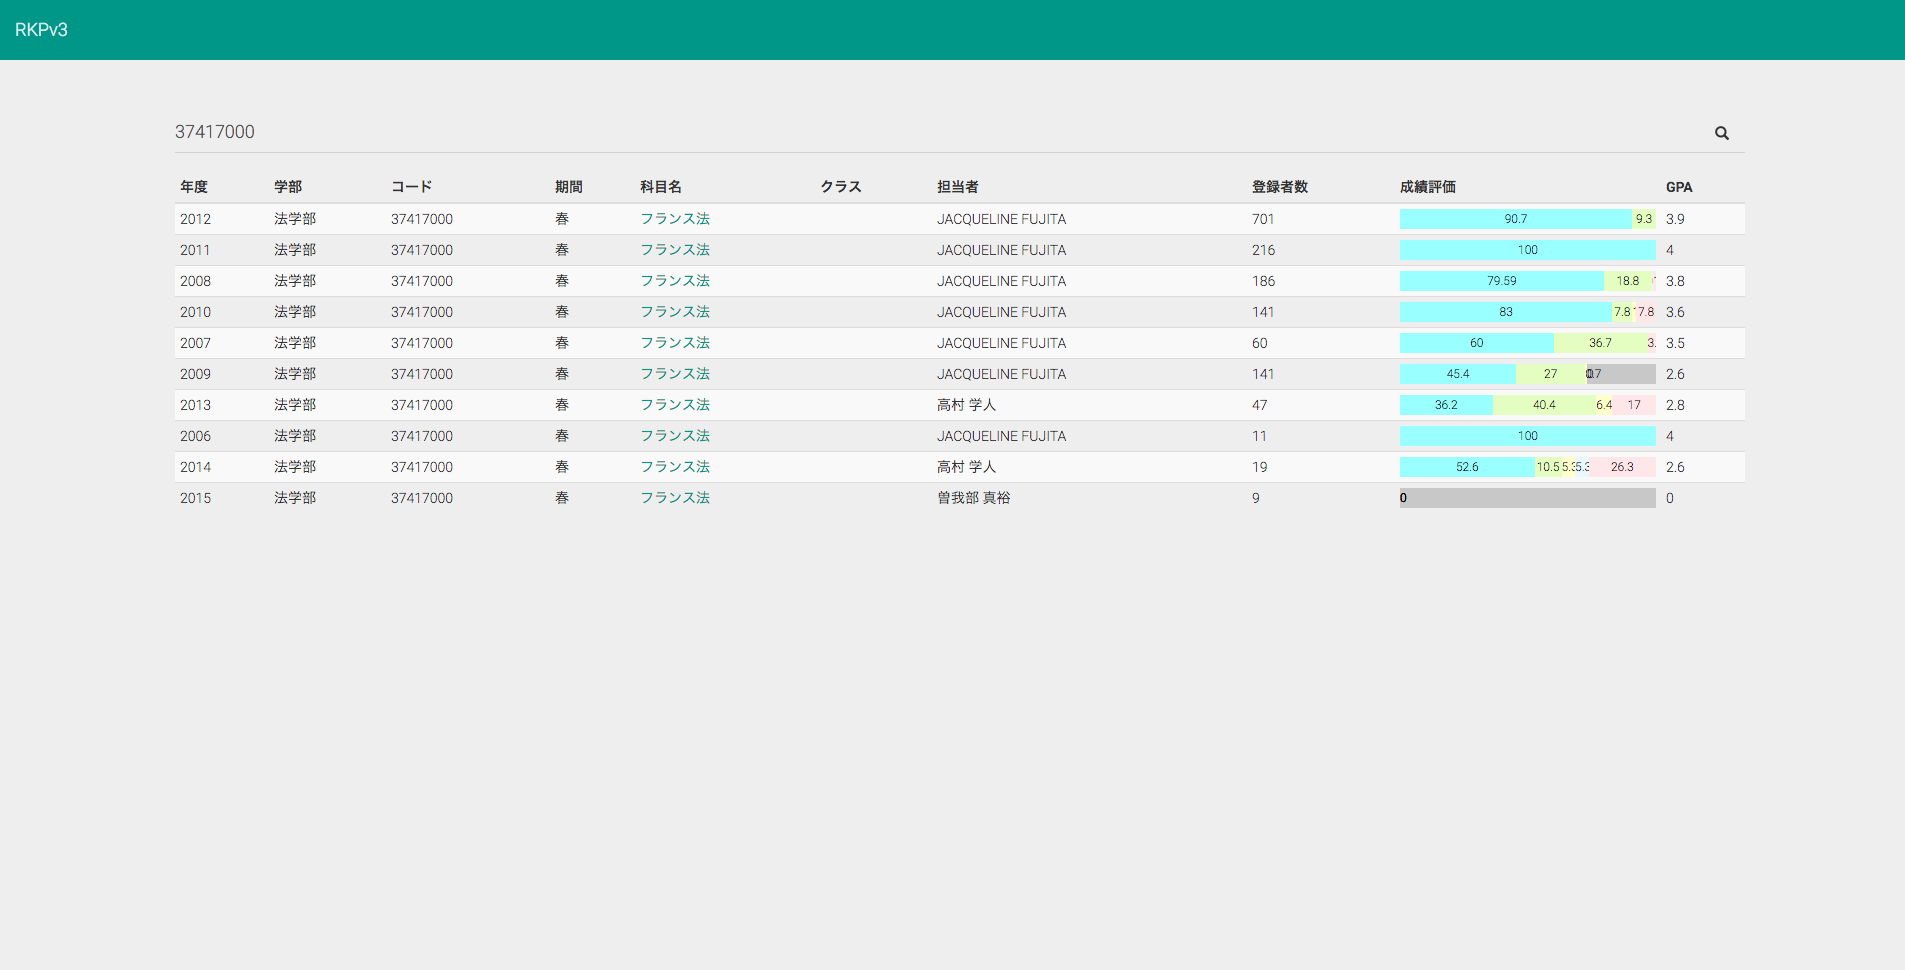 RKPv3
37417000
年度 学部 コード 期間 科目名 クラス 担当者 登録者数 成績評価 GPA
2012 法学部 37417000 春 フランス法 JACQUELINE FUJITA 701 90.7 9.3 3.9
2011 法学部 37417000 春 フランス法 JACQUELINE FUJITA 216 100 4
2008 法学部 37417000 春 フランス法 JACQUELINE FUJITA 186 79.59 18.8 3.8
2010 法学部 37417000 春 フランス法 JACQUELINE FUJITA 141 83 7.8 7.8 3.6
2007 法学部 37417000 春 フランス法 JACQUELINE FUJITA 60 60 36.7 3. 3.5
2009 法学部 37417000 春 フランス法 JACQUELINE FUJITA 141 45.4 27 2.6
2013 法学部 37417000 春 フランス法 高村 学人 47 36.2 40.4 6.4 17 2.8
2006 法学部 37417000 春 フランス法 JACQUELINE FUJITA 11 100 4
2014 法学部 37417000 春 フランス法 高村 学人 19 52.6 10.5 5.3 5.3 26.3 2.6
2015 法学部 37417000 春 フランス法 曽我部 真裕 9 0 0